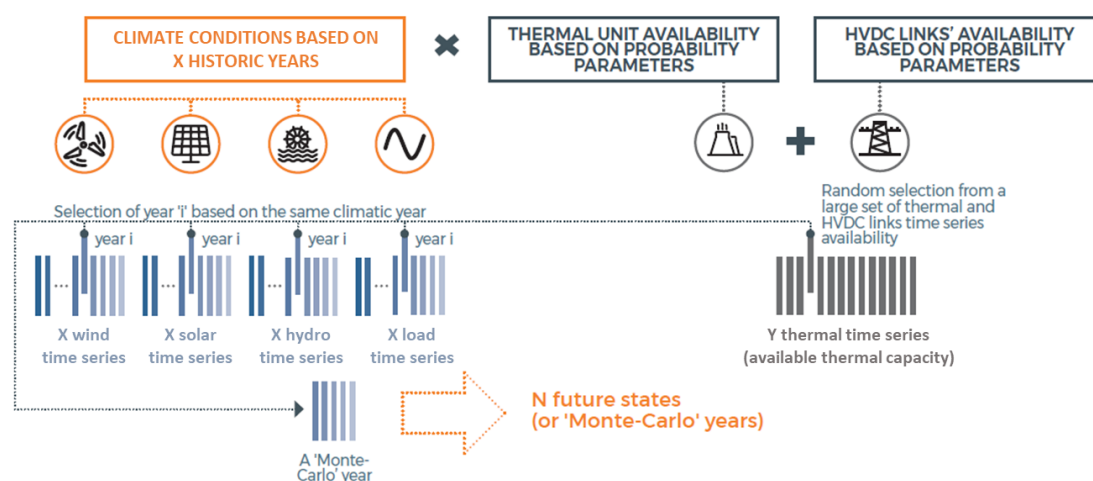 CLIMATE CONDITIONS BASED ON
X HISTORIC YEARS
THERMAL UNIT AVAILABILITY
BASED ON PROBABILITY
PARAMETERS
HVDC LINKS' AVAILABILITY
BASED ON PROBABILITY
PARAMETERS
Selection of year 'i' based on the same climatic year
Random selection from a
large set of thermal and
HVDC links time series
availability
year i
year i
year i
year i
X wind
time series
X solar
time series
X hydro
time series
X load
time series
Y thermal time series
(available thermal capacity)
A 'Monte-
Carlo' year
N future states
(or 'Monte-Carlo' years)